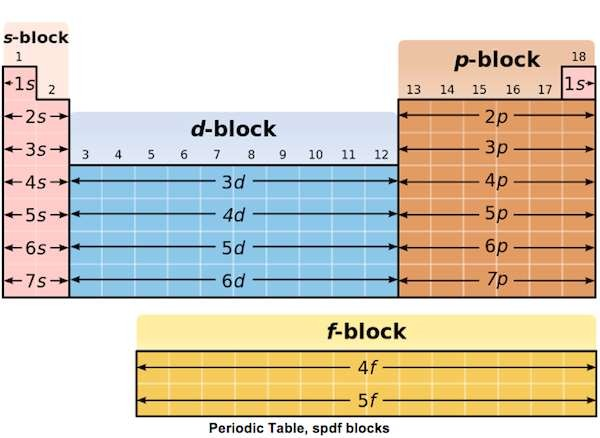 s-block
1
1s
2
2s
3s
4s
5s
6s
7s
d-block
3 4 5 6 7 8 9 10 11 12
3d
4d
5d
6d
p-block
18
13 14 15 16 17
1s
2p
3p
4p
5p
6p
7p
f-block
4f
5f
Periodic Table, spdf blocks